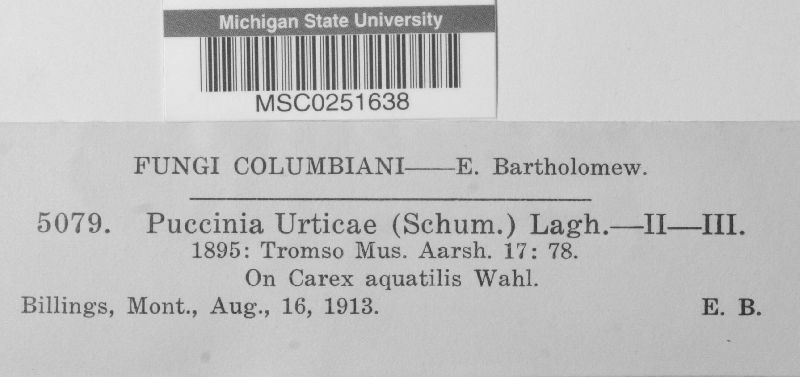 Michigan State University
MSC0251638
FUNGI COLUMBIANI——E. Bartholomew.
5079. Puccinia Urticae (Schum.) Lagh.—II—III.
1895: Tromso Mus. Aarsh. 17: 78.
On Carex aquatilis Wahl.
Billings, Mont., Aug., 16, 1913. E. B.